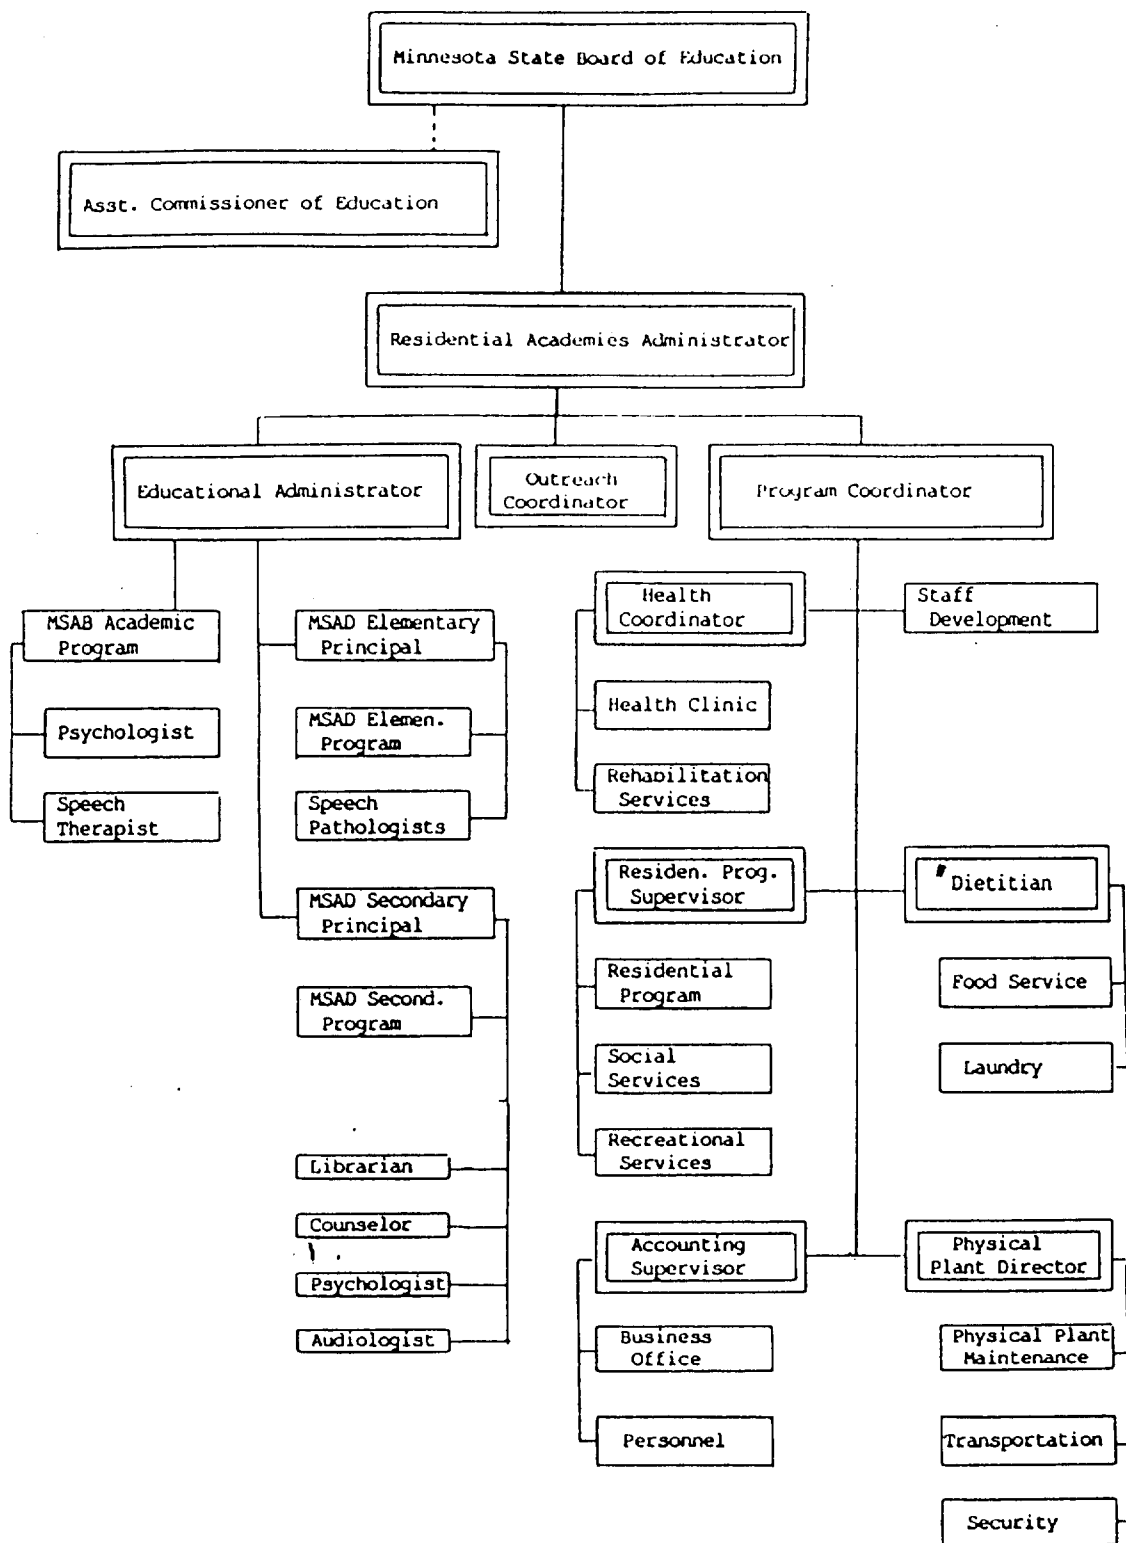 Minnesota State Board of Education
Asst. Commissioner of Education
Residential Academies Administrator
Educational Administrator
Outreach
Coordinator
Program Coordinator
MSAB Academic
Program
Psychologist
Speech
Therapist
MSAD Elementary
Principal
MSAD Elemen.
Program
Speech
Pathologists
MSAD Secondary
Principal
MSAD Second.
Program
Librarian
Counselor
Psychologist
Audiologist
Health
Coordinator
Staff
Development
Health Clinic
Rehabilitation
Services
Residen. Prog.
Supervisor
Dietitian
Residential
Program
Food Service
Social
Services
Laundry
Recreational
Services
Accounting
Supervisor
Physical
Plant Director
Business
Office
Physical Plant
Maintenance
Personnel
Transportation
Security